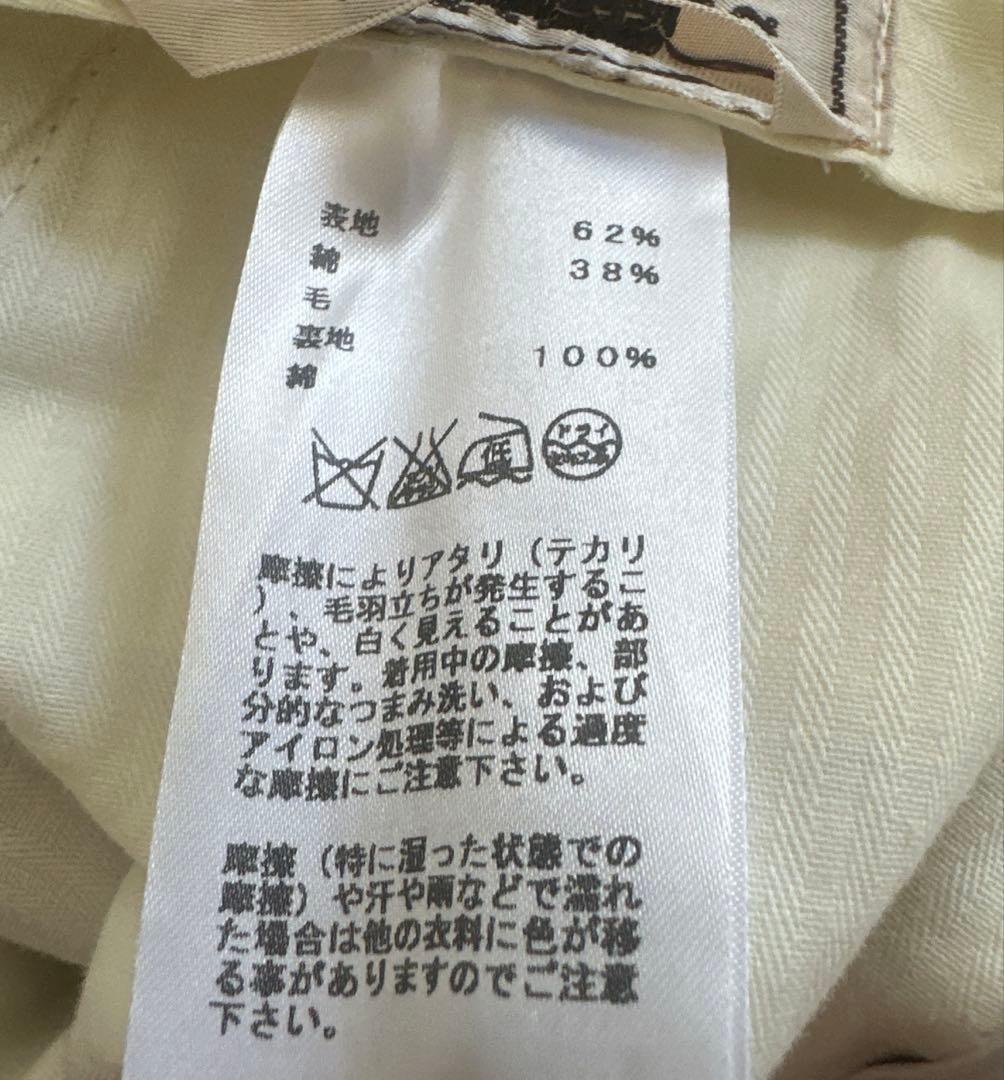 表地
綿 62%
毛 38%
裏地
綿 100%
低
ドライ
摩擦によりアタリ(テカリ
)、毛羽立ちが発生するこ
とや、白く見えることがあ
ります。着用中の摩擦、部
分的なつまみ洗い、および
アイロン処理等による過度
な摩擦にご注意下さい。
摩擦(特に湿った状態での
摩擦)や汗や雨などで濡れ
た場合は他の衣料に色が移
る事がありますのでご注意
下さい。